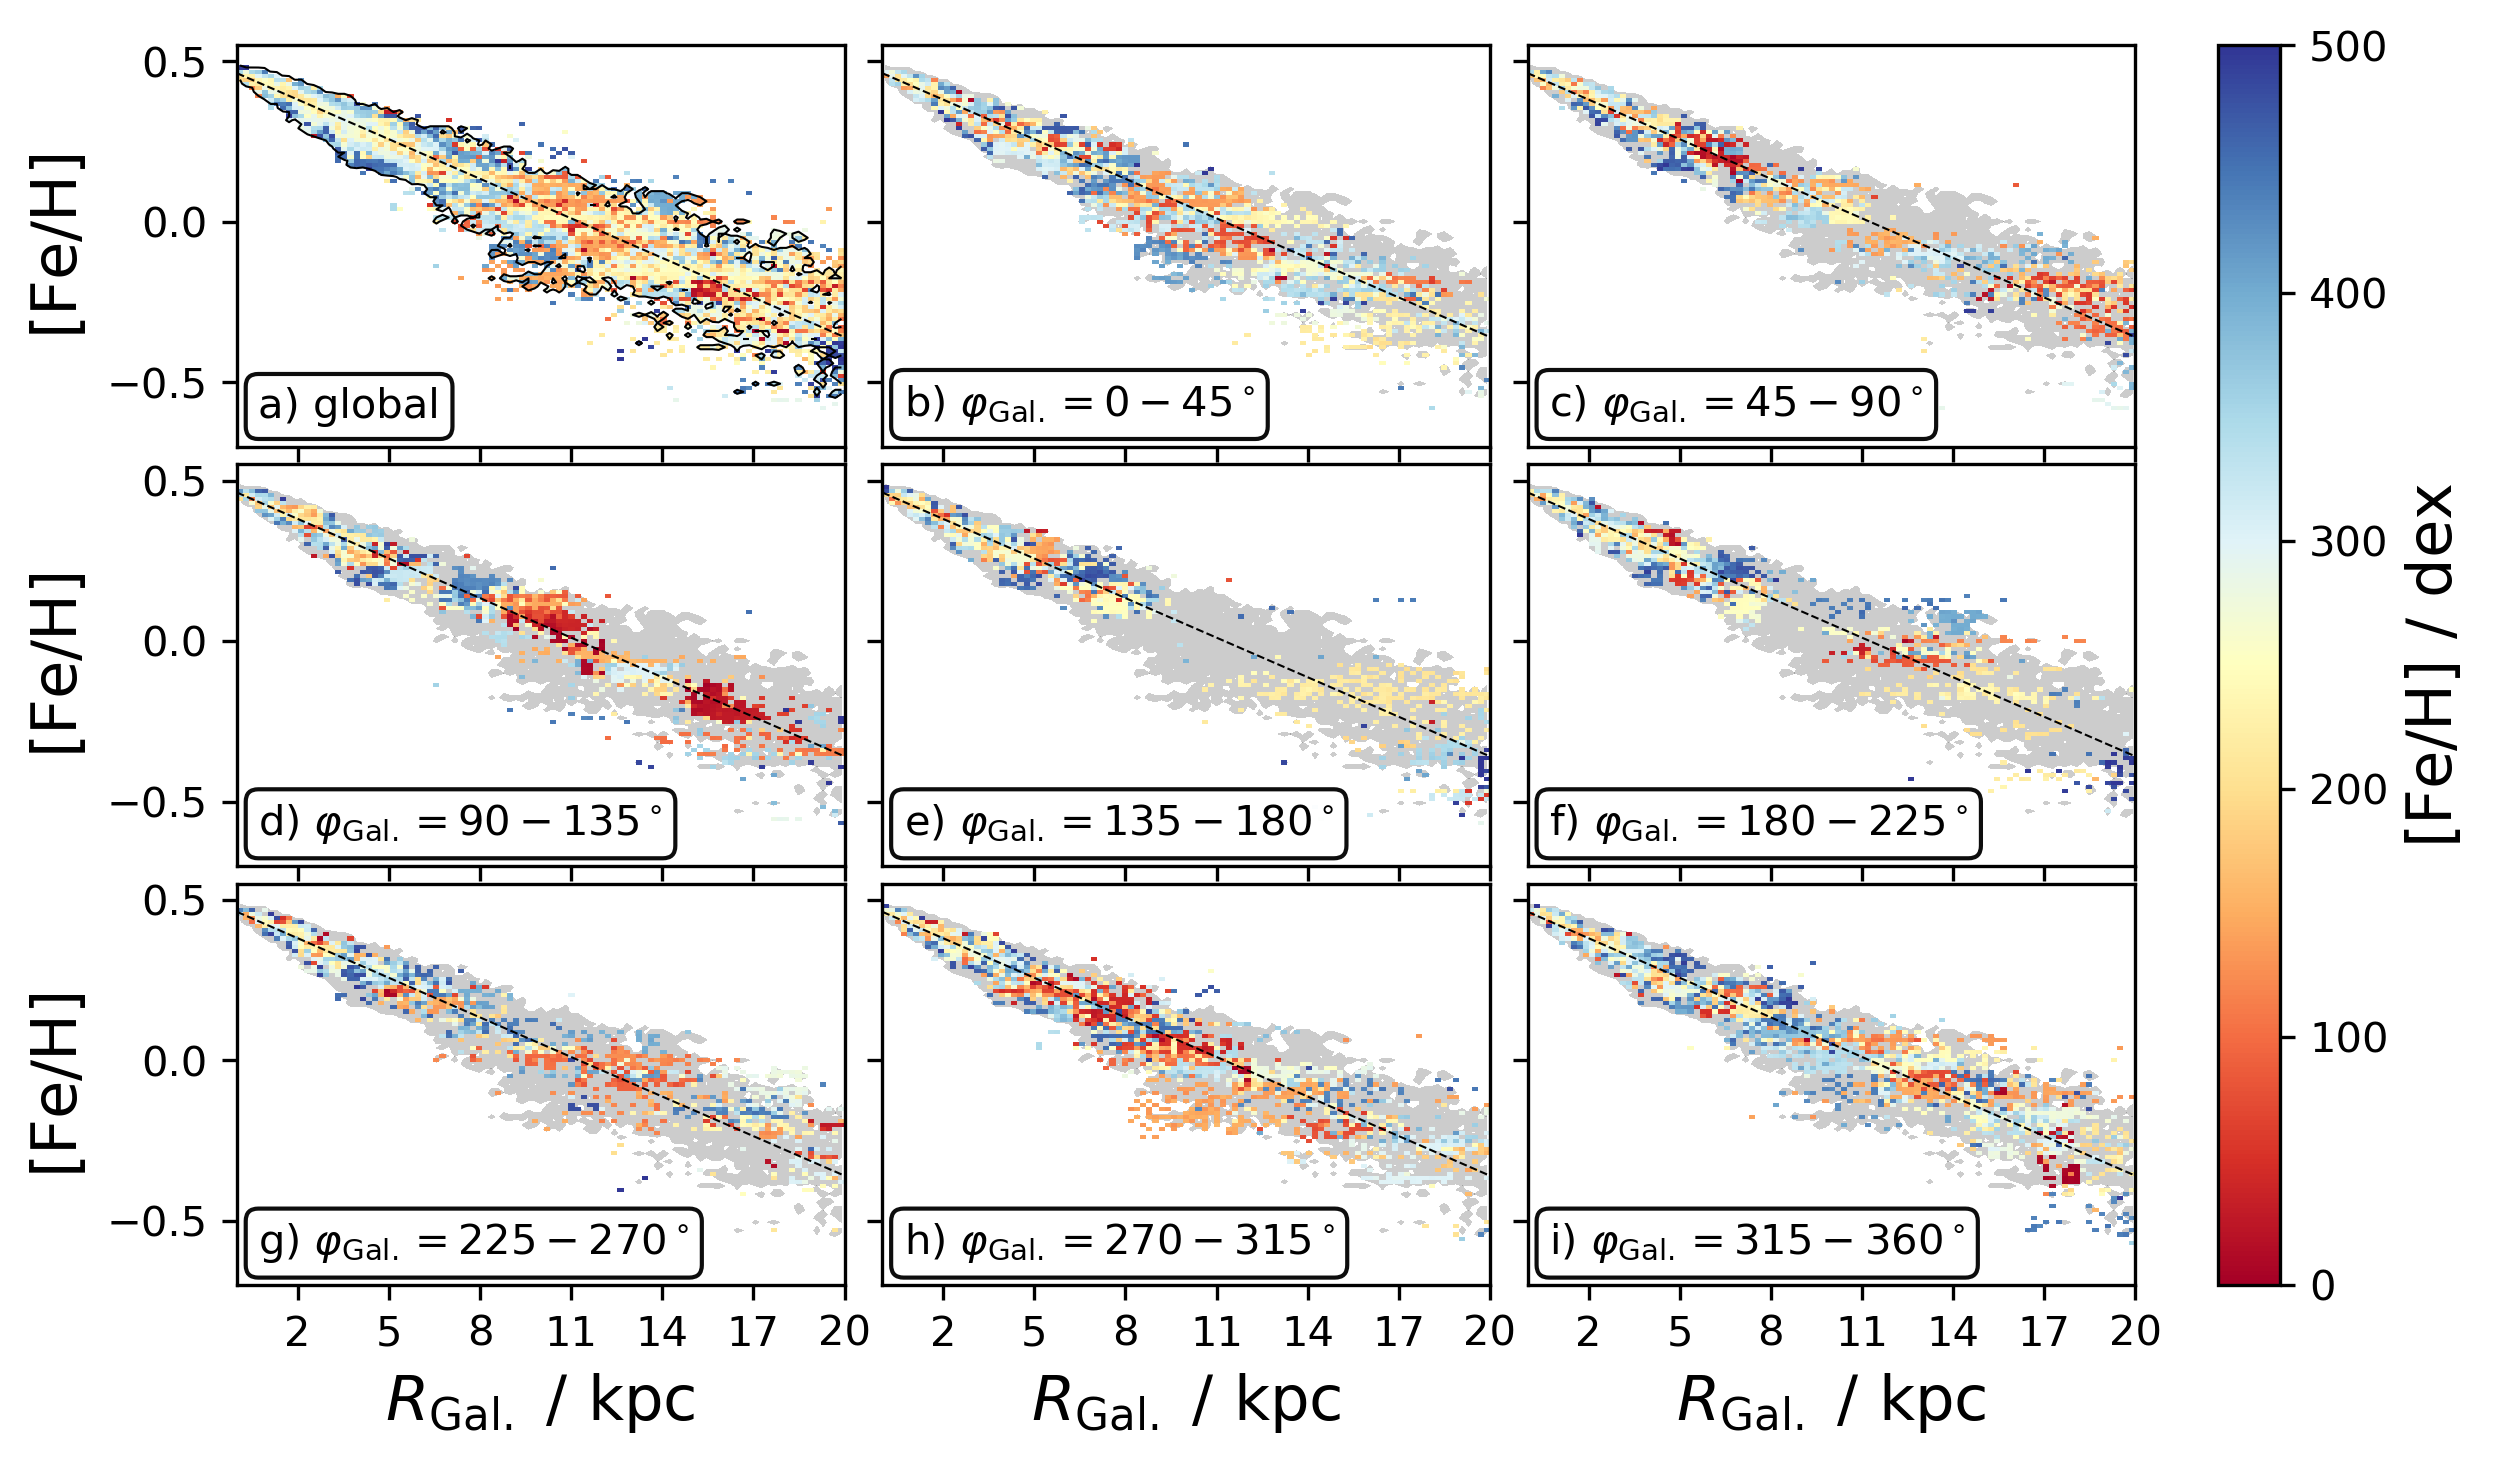 0.5
0.0
−0.5
[Fe/H]
a) global
b) φGal. = 0 − 45°
c) φGal. = 45 − 90°
0.5
0.0
−0.5
[Fe/H]
d) φGal. = 90 − 135°
e) φGal. = 135 − 180°
f) φGal. = 180 − 225°
0.5
0.0
−0.5
[Fe/H]
g) φGal. = 225 − 270°
h) φGal. = 270 − 315°
i) φGal. = 315 − 360°
2 5 8 11 14 17 20
2 5 8 11 14 17 20
2 5 8 11 14 17 20
RGal. / kpc
RGal. / kpc
RGal. / kpc
500
400
300
200
100
0
[Fe/H] / dex